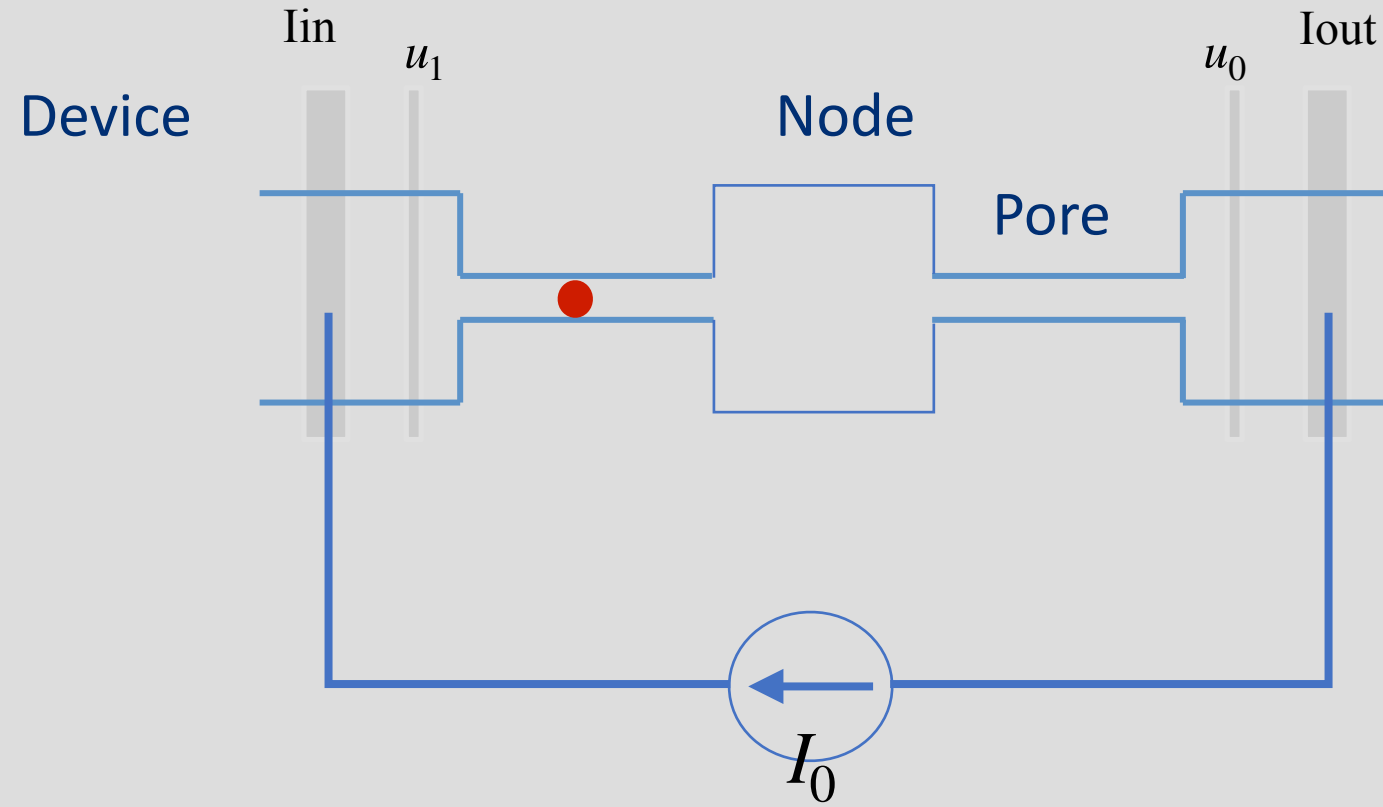 Iin
u₁
u₀
Iout
Device
Node
Pore
I₀